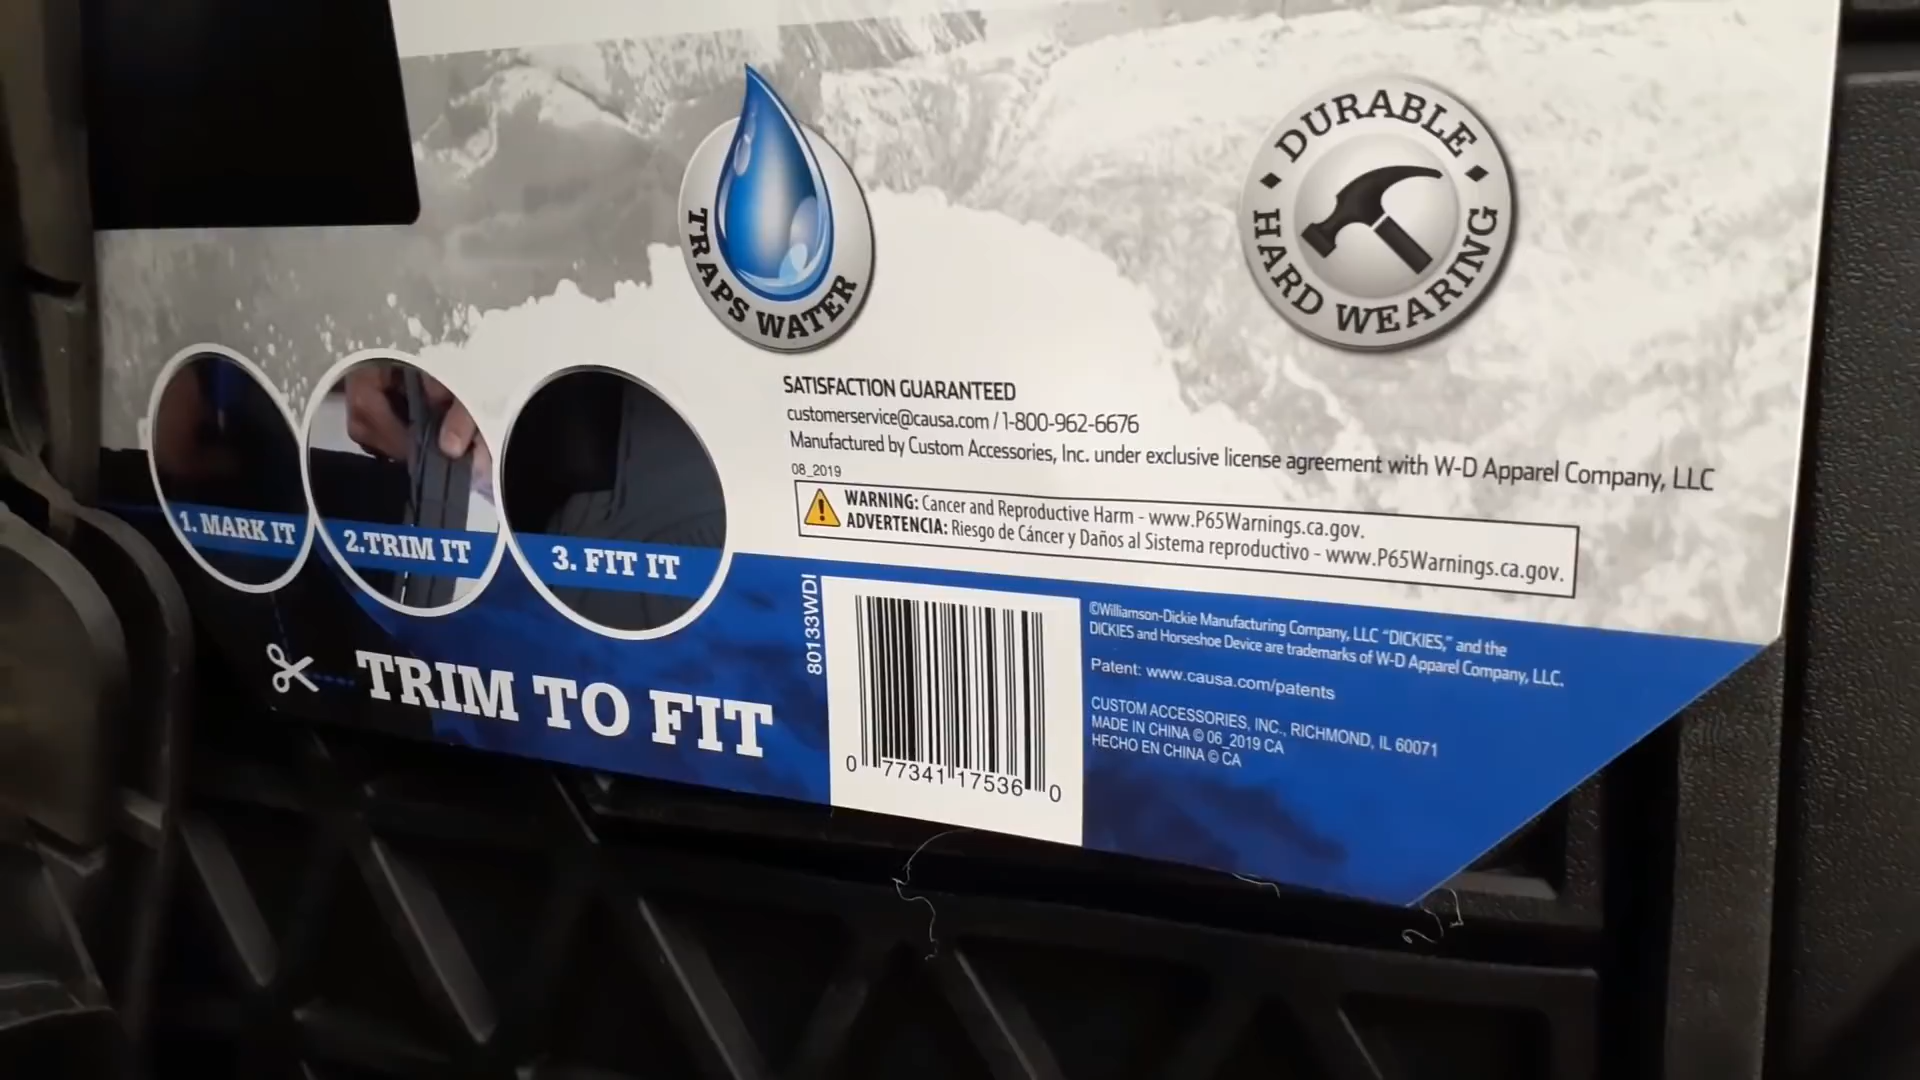 TRAPS WATER
DURABLE
HARD WEARING
SATISFACTION GUARANTEED
customerservice@causa.com / 1-800-962-6676
Manufactured by Custom Accessories, Inc. under exclusive license agreement with W-D Apparel Company, LLC
08_2019
WARNING: Cancer and Reproductive Harm - www.P65Warnings.ca.gov.
ADVERTENCIA: Riesgo de Cáncer y Daños al Sistema reproductivo - www.P65Warnings.ca.gov.
1. MARK IT
2.TRIM IT
3. FIT IT
TRIM TO FIT
80133WDI
0 77341 17536 0
©Williamson-Dickie Manufacturing Company, LLC "DICKIES," and the
DICKIES and Horseshoe Device are trademarks of W-D Apparel Company, LLC.
Patent: www.causa.com/patents
CUSTOM ACCESSORIES, INC., RICHMOND, IL 60071
MADE IN CHINA © 06_2019 CA
HECHO EN CHINA © CA